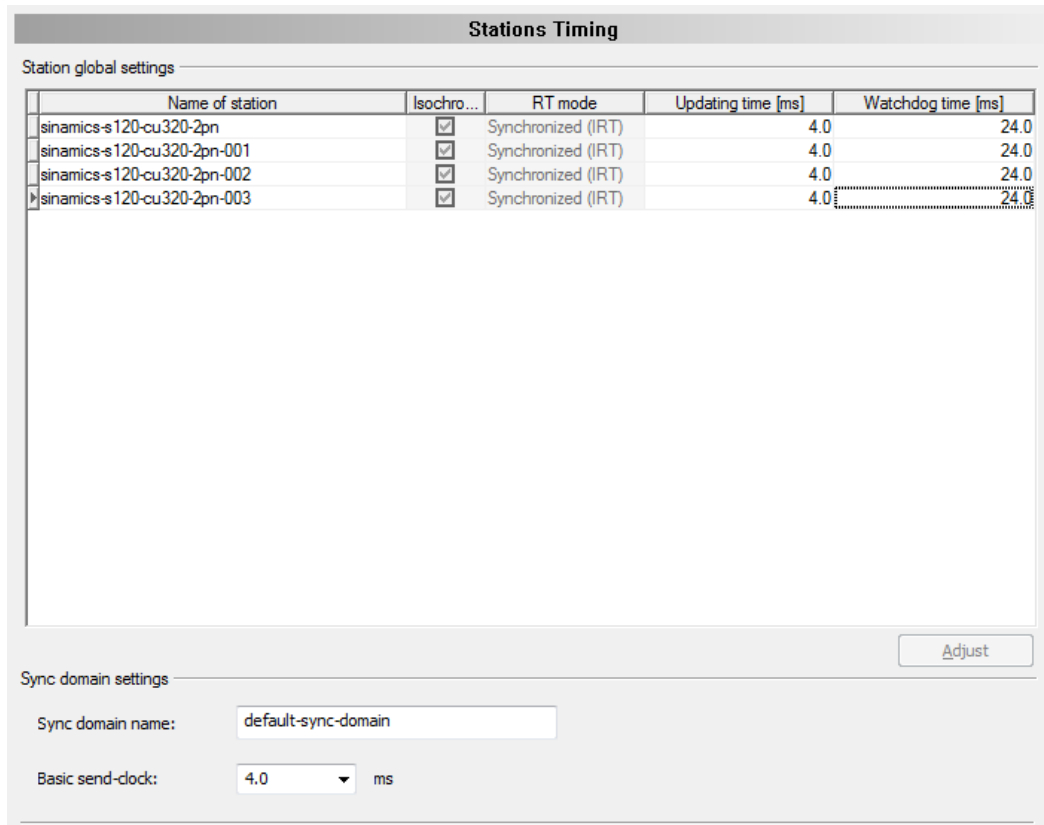 Stations Timing
Station global settings
Name of station Isochro... RT mode Updating time [ms] Watchdog time [ms]
sinamics-s120-cu320-2pn Synchronized (IRT) 4.0 24.0
sinamics-s120-cu320-2pn-001 Synchronized (IRT) 4.0 24.0
sinamics-s120-cu320-2pn-002 Synchronized (IRT) 4.0 24.0
sinamics-s120-cu320-2pn-003 Synchronized (IRT) 4.0 24.0
Adjust
Sync domain settings
Sync domain name: default-sync-domain
Basic send-clock: 4.0 ms